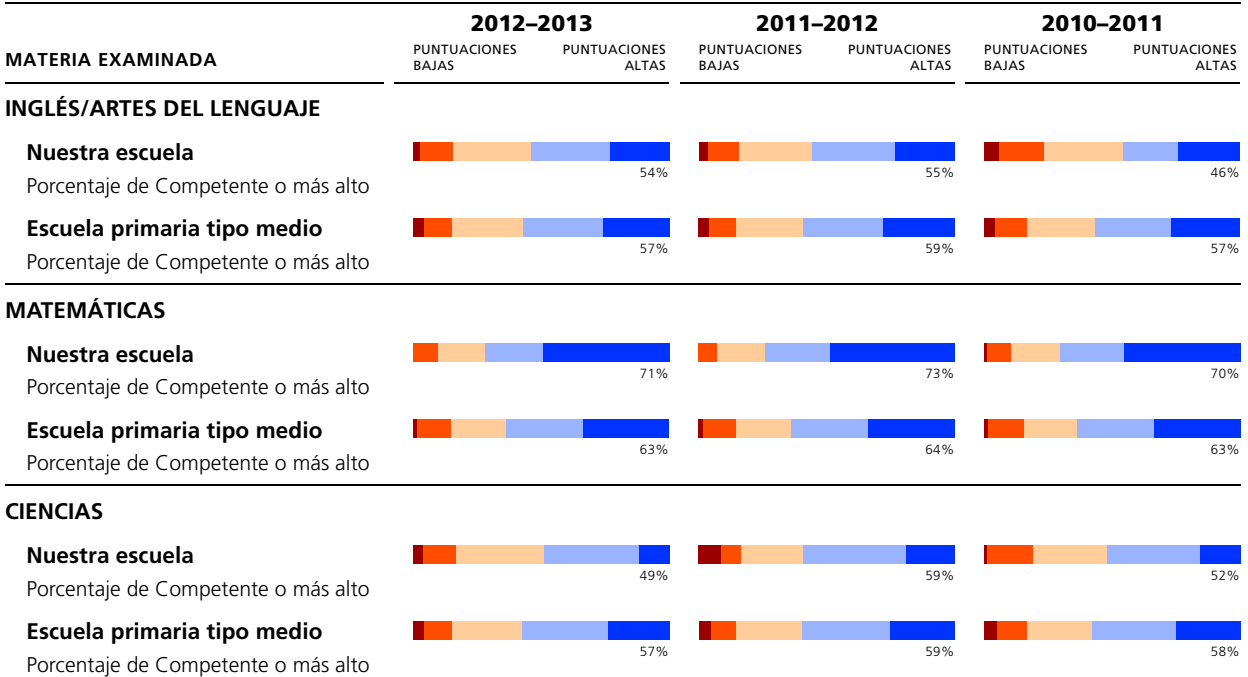 2012–2013 2011–2012 2010–2011
MATERIA EXAMINADA
PUNTUACIONES BAJAS PUNTUACIONES ALTAS PUNTUACIONES BAJAS PUNTUACIONES ALTAS PUNTUACIONES BAJAS PUNTUACIONES ALTAS
INGLÉS/ARTES DEL LENGUAJE
Nuestra escuela
Porcentaje de Competente o más alto 54% 55% 46%
Escuela primaria tipo medio
Porcentaje de Competente o más alto 57% 59% 57%
MATEMÁTICAS
Nuestra escuela
Porcentaje de Competente o más alto 71% 73% 70%
Escuela primaria tipo medio
Porcentaje de Competente o más alto 63% 64% 63%
CIENCIAS
Nuestra escuela
Porcentaje de Competente o más alto 49% 59% 52%
Escuela primaria tipo medio
Porcentaje de Competente o más alto 57% 59% 58%